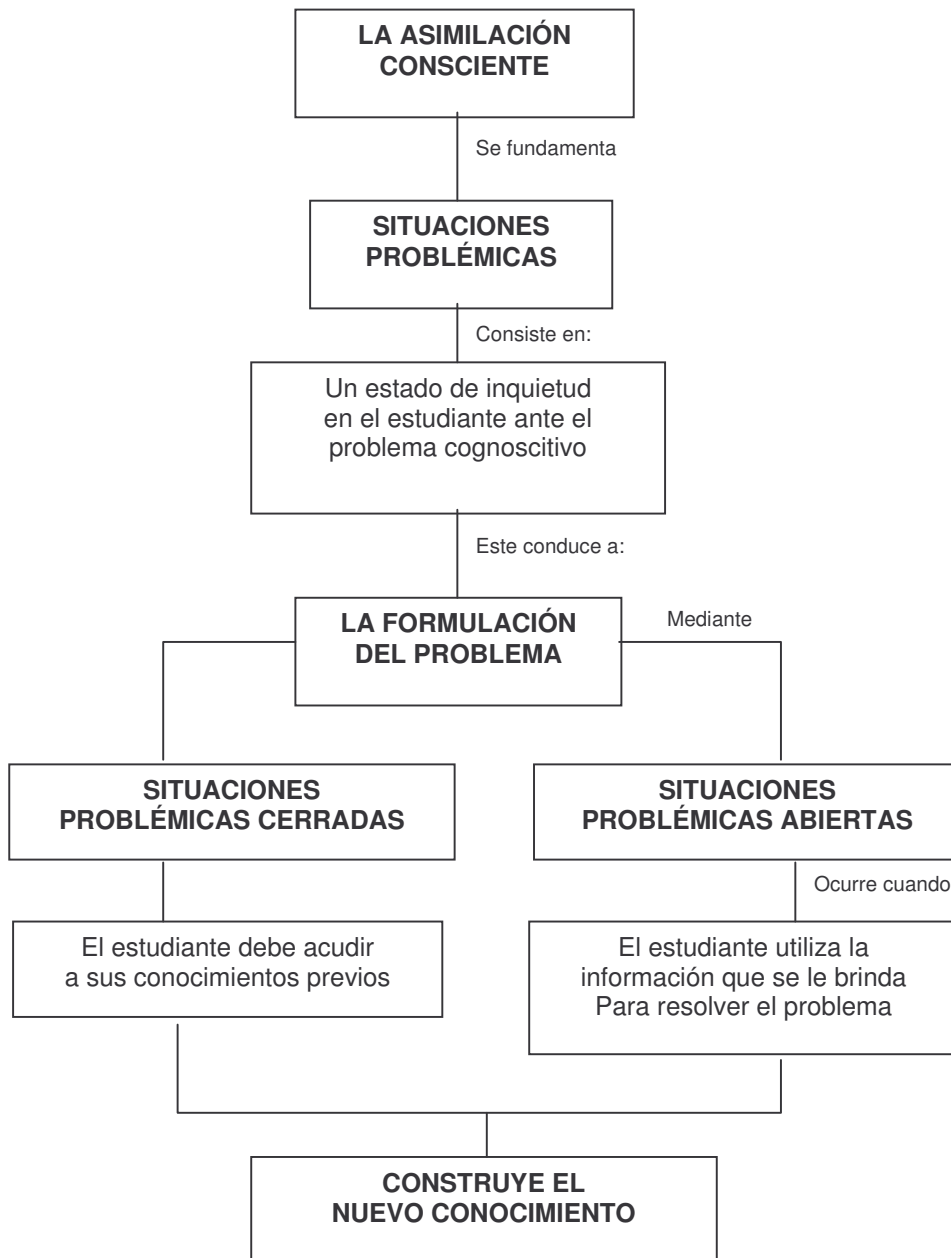 LA ASIMILACIÓN
CONSCIENTE
Se fundamenta
SITUACIONES
PROBLÉMICAS
Consiste en:
Un estado de inquietud
en el estudiante ante el
problema cognoscitivo
Este conduce a:
LA FORMULACIÓN
DEL PROBLEMA
Mediante
SITUACIONES
PROBLÉMICAS CERRADAS
SITUACIONES
PROBLÉMICAS ABIERTAS
Ocurre cuando
El estudiante debe acudir
a sus conocimientos previos
El estudiante utiliza la
información que se le brinda
Para resolver el problema
CONSTRUYE EL
NUEVO CONOCIMIENTO